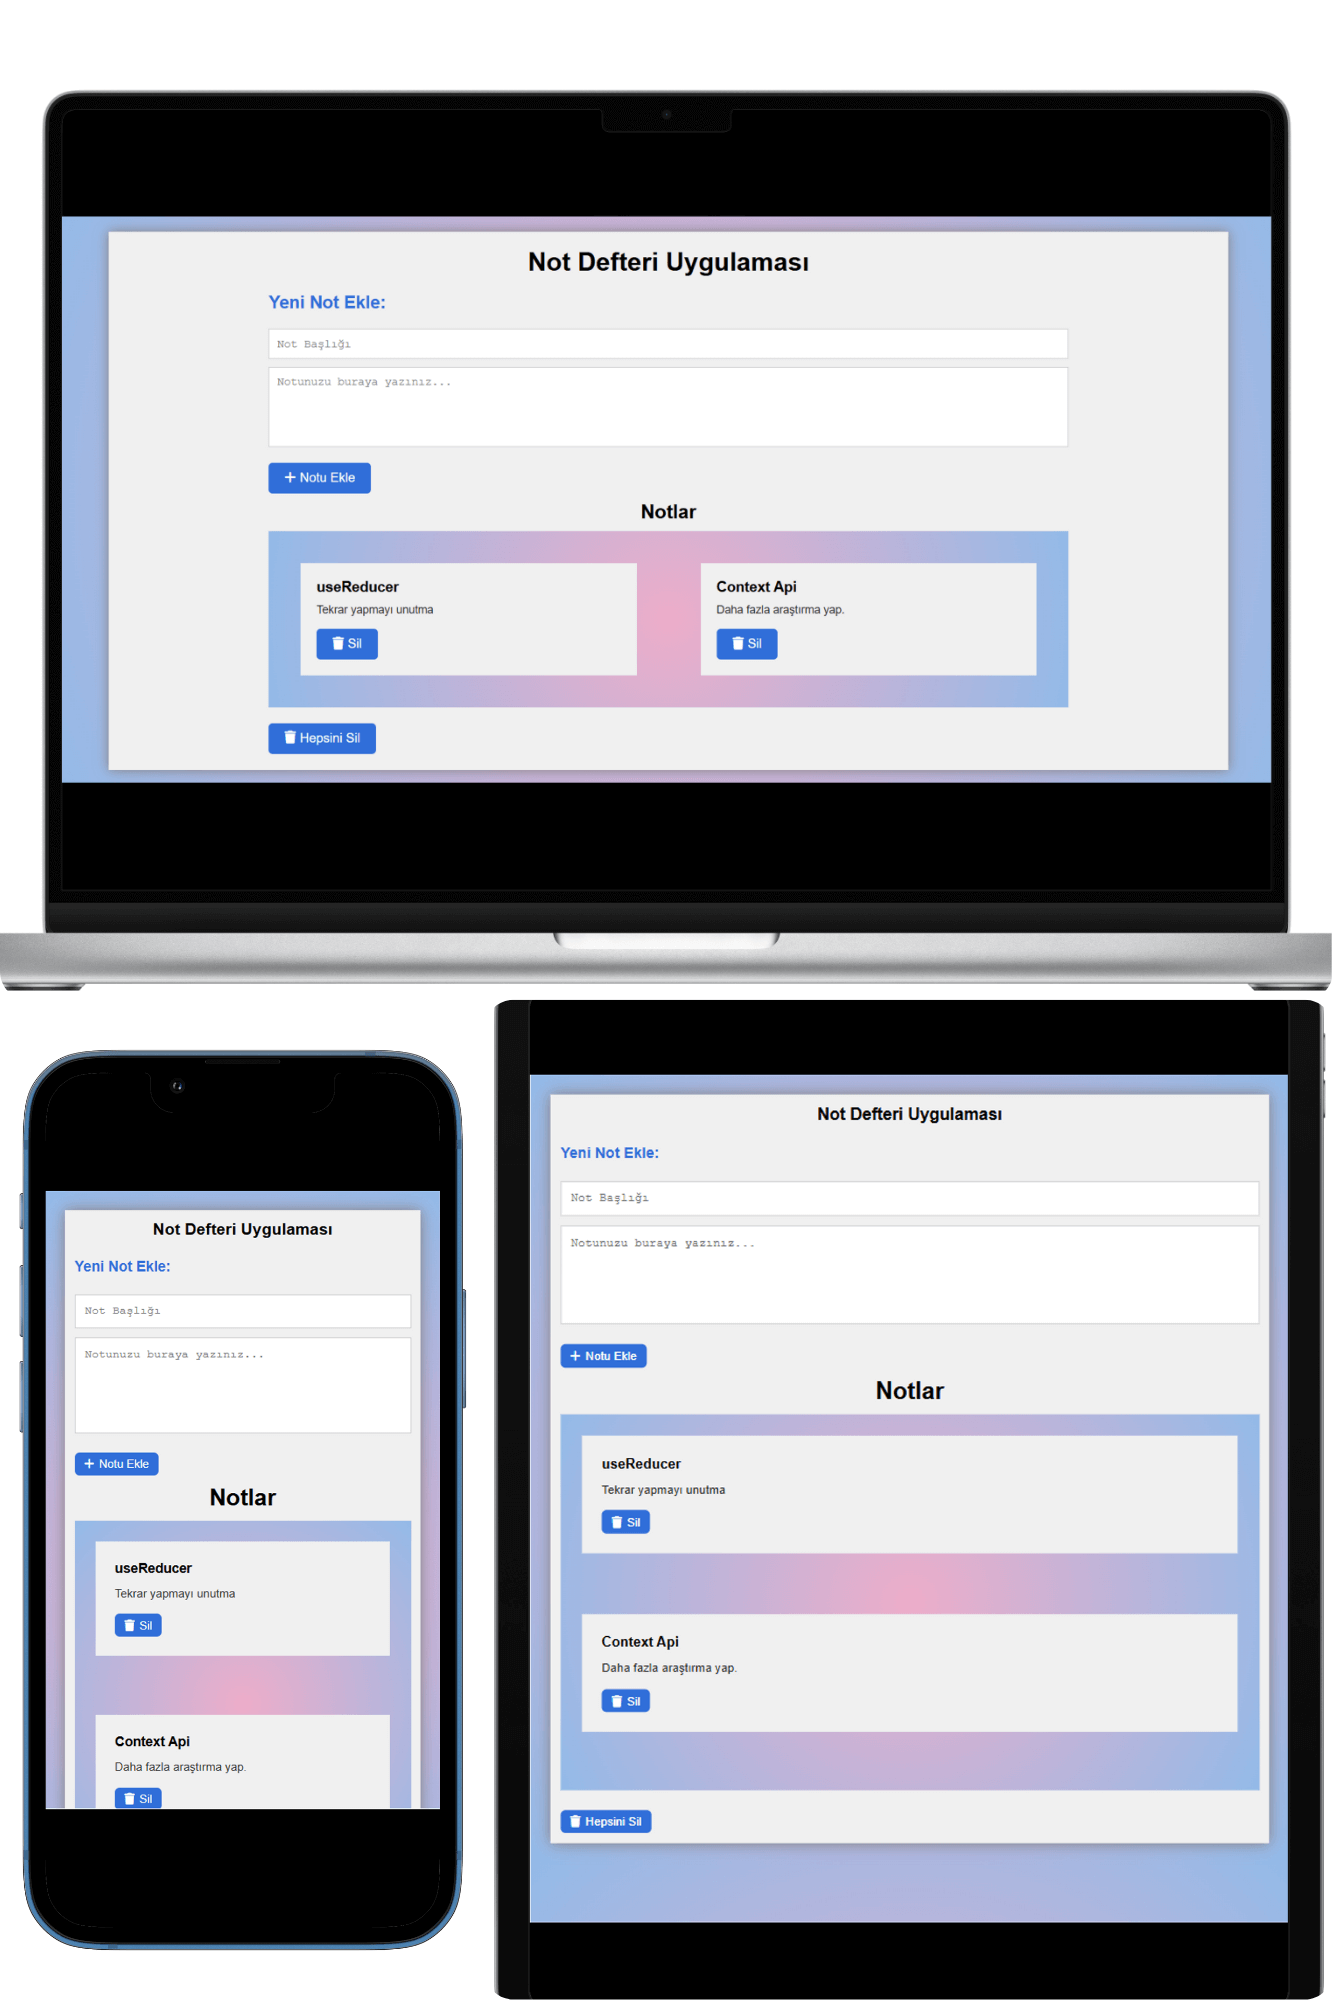 Not Defteri Uygulaması
Yeni Not Ekle:
Not Başlığı
Notunuzu buraya yazınız...
+ Notu Ekle
Notlar
useReducer
Tekrar yapmayı unutma
Sil
Context Api
Daha fazla araştırma yap.
Sil
Hepsini Sil
Not Defteri Uygulaması
Yeni Not Ekle:
Not Başlığı
Notunuzu buraya yazınız...
+ Notu Ekle
Notlar
useReducer
Tekrar yapmayı unutma
Sil
Context Api
Daha fazla araştırma yap.
Sil
Not Defteri Uygulaması
Yeni Not Ekle:
Not Başlığı
Notunuzu buraya yazınız...
+ Notu Ekle
Notlar
useReducer
Tekrar yapmayı unutma
Sil
Context Api
Daha fazla araştırma yap.
Sil
Hepsini Sil